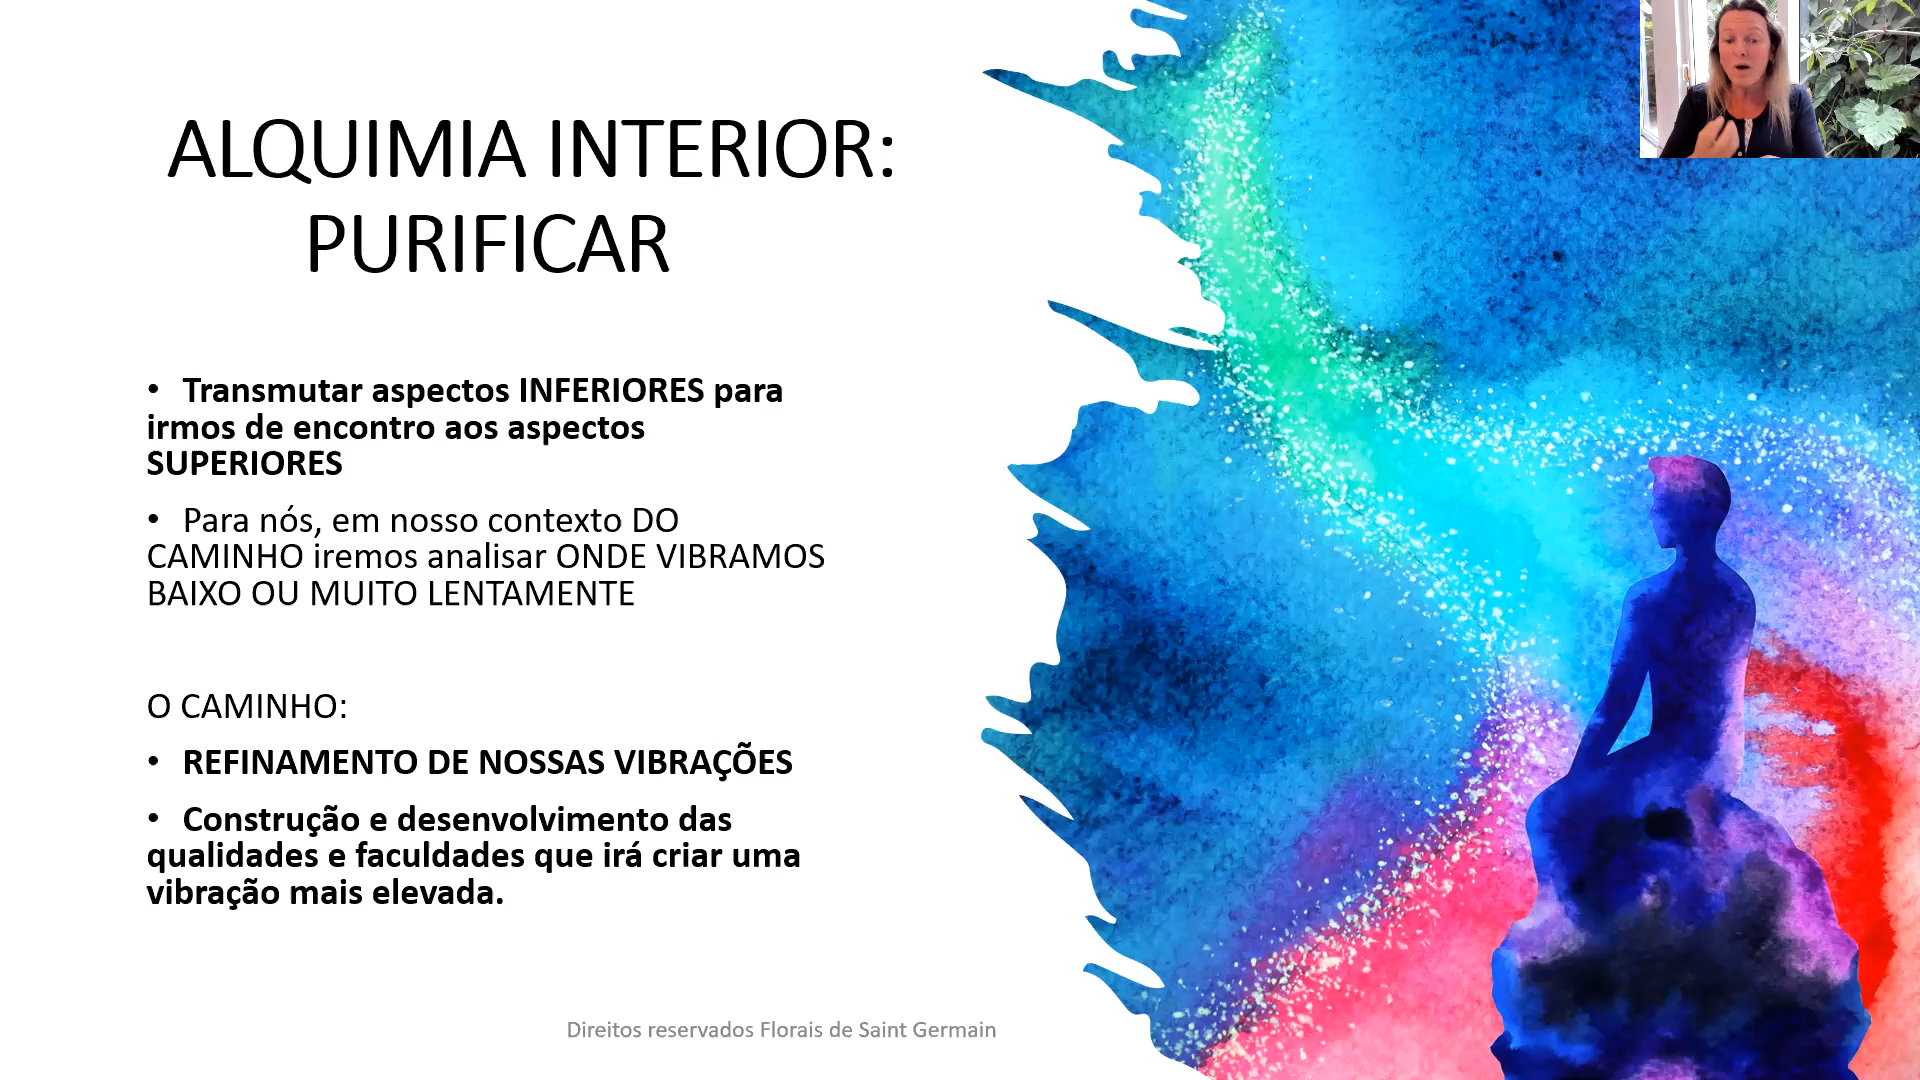 ALQUIMIA INTERIOR:
PURIFICAR
• Transmutar aspectos INFERIORES para
irmos de encontro aos aspectos
SUPERIORES
• Para nós, em nosso contexto DO
CAMINHO iremos analisar ONDE VIBRAMOS
BAIXO OU MUITO LENTAMENTE
O CAMINHO:
• REFINAMENTO DE NOSSAS VIBRAÇÕES
• Construção e desenvolvimento das
qualidades e faculdades que irá criar uma
vibração mais elevada.
Direitos reservados Florais de Saint Germain